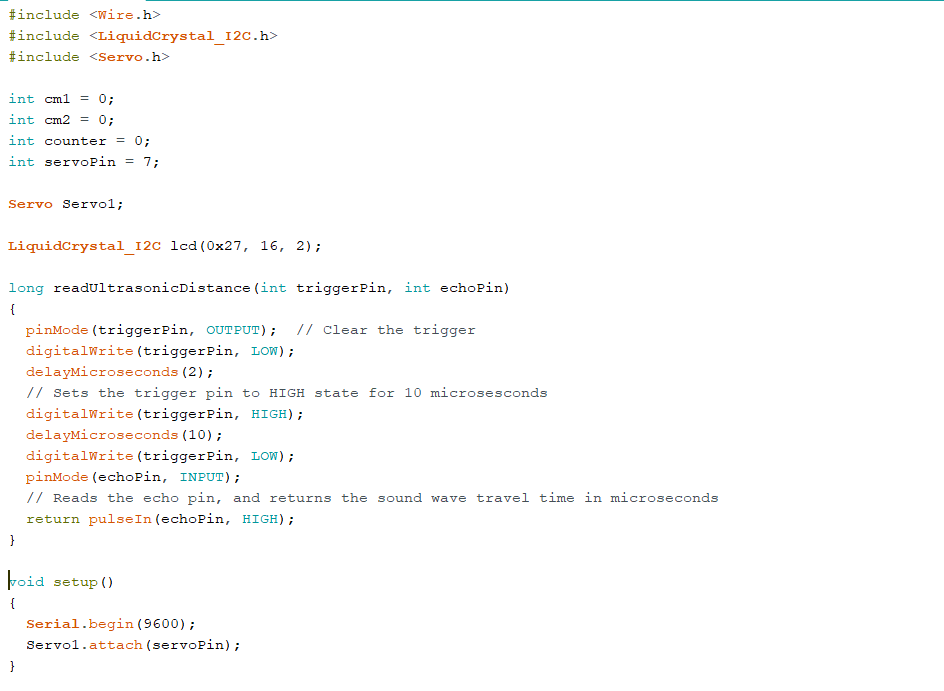 #include <Wire.h>
#include <LiquidCrystal_I2C.h>
#include <Servo.h>
int cm1 = 0;
int cm2 = 0;
int counter = 0;
int servoPin = 7;
Servo Servo1;
LiquidCrystal_I2C lcd(0x27, 16, 2);
long readUltrasonicDistance(int triggerPin, int echoPin)
{
  pinMode(triggerPin, OUTPUT);  // Clear the trigger
  digitalWrite(triggerPin, LOW);
  delayMicroseconds(2);
  // Sets the trigger pin to HIGH state for 10 microsesconds
  digitalWrite(triggerPin, HIGH);
  delayMicroseconds(10);
  digitalWrite(triggerPin, LOW);
  pinMode(echoPin, INPUT);
  // Reads the echo pin, and returns the sound wave travel time in microseconds
  return pulseIn(echoPin, HIGH);
}
void setup()
{
  Serial.begin(9600);
  Servo1.attach(servoPin);
}